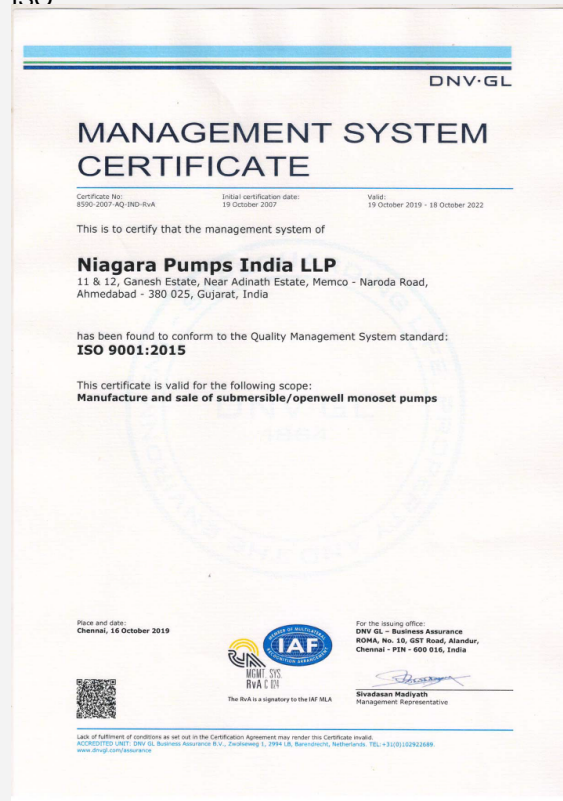 ISO
DNV·GL
MANAGEMENT SYSTEM
CERTIFICATE
Certificate No:
8590-2007-AQ-IND-RvA
Initial certification date:
19 October 2007
Valid:
19 October 2019 - 18 October 2022
This is to certify that the management system of
Niagara Pumps India LLP
11 & 12, Ganesh Estate, Near Adinath Estate, Memco - Naroda Road,
Ahmedabad - 380 025, Gujarat, India
has been found to conform to the Quality Management System standard:
ISO 9001:2015
This certificate is valid for the following scope:
Manufacture and sale of submersible/openwell monoset pumps
Place and date:
Chennai, 16 October 2019
MGMT. SYS.
RvA C 024
MEMBER OF MULTILATERAL
RECOGNITION ARRANGEMENT
IAF
The RvA is a signatory to the IAF MLA
For the issuing office:
DNV GL – Business Assurance
ROMA, No. 10, GST Road, Alandur,
Chennai - PIN - 600 016, India
Sivadasan Madiyath
Management Representative
Lack of fulfilment of conditions as set out in the Certification Agreement may render this Certificate invalid.
ACCREDITED UNIT: DNV GL Business Assurance B.V., Zwolseweg 1, 2994 LB, Barendrecht, Netherlands. TEL:+31(0)102922689.
www.dnvgl.com/assurance